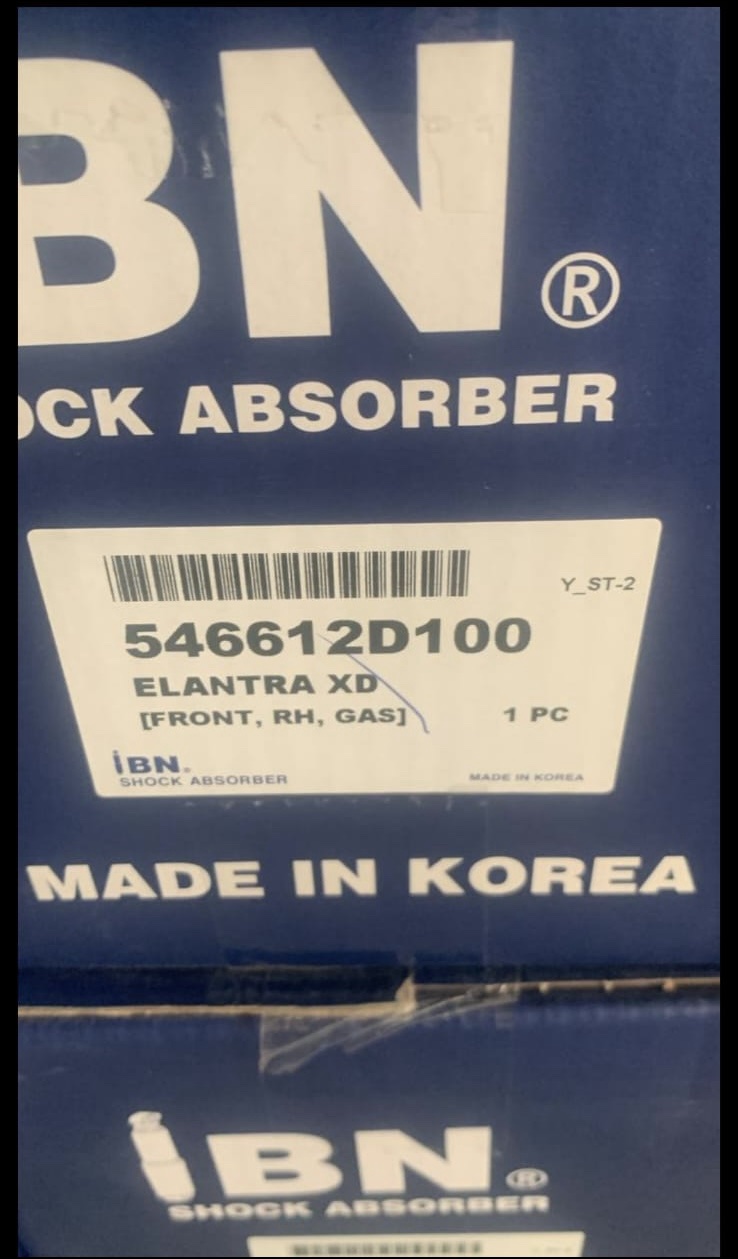 BN®
OCK ABSORBER
Y_ST-2
546612D100
ELANTRA XD
[FRONT, RH, GAS]
1 PC
iBN.
SHOCK ABSORBER
MADE IN KOREA
MADE IN KOREA
iBN®
SHOCK ABSORBER